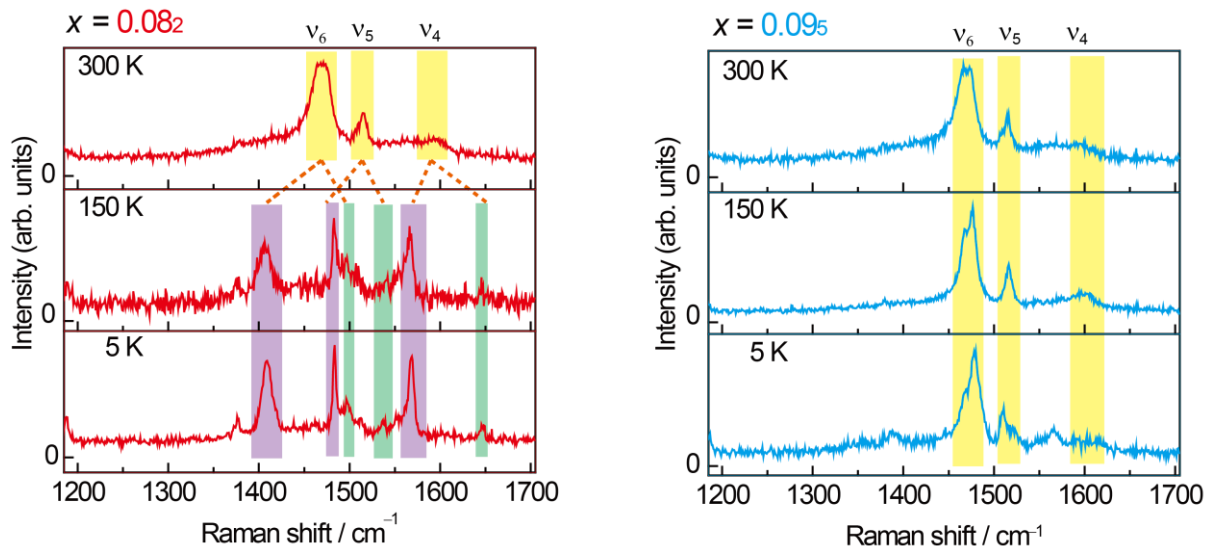 x = 0.082
ν6 ν5 ν4
300 K
0
150 K
5 K
0
Intensity (arb. units)
1200 1300 1400 1500 1600 1700
Raman shift / cm–1
x = 0.095
ν6 ν5 ν4
300 K
0
150 K
0
5 K
0
Intensity (arb. units)
1200 1300 1400 1500 1600 1700
Raman shift / cm–1